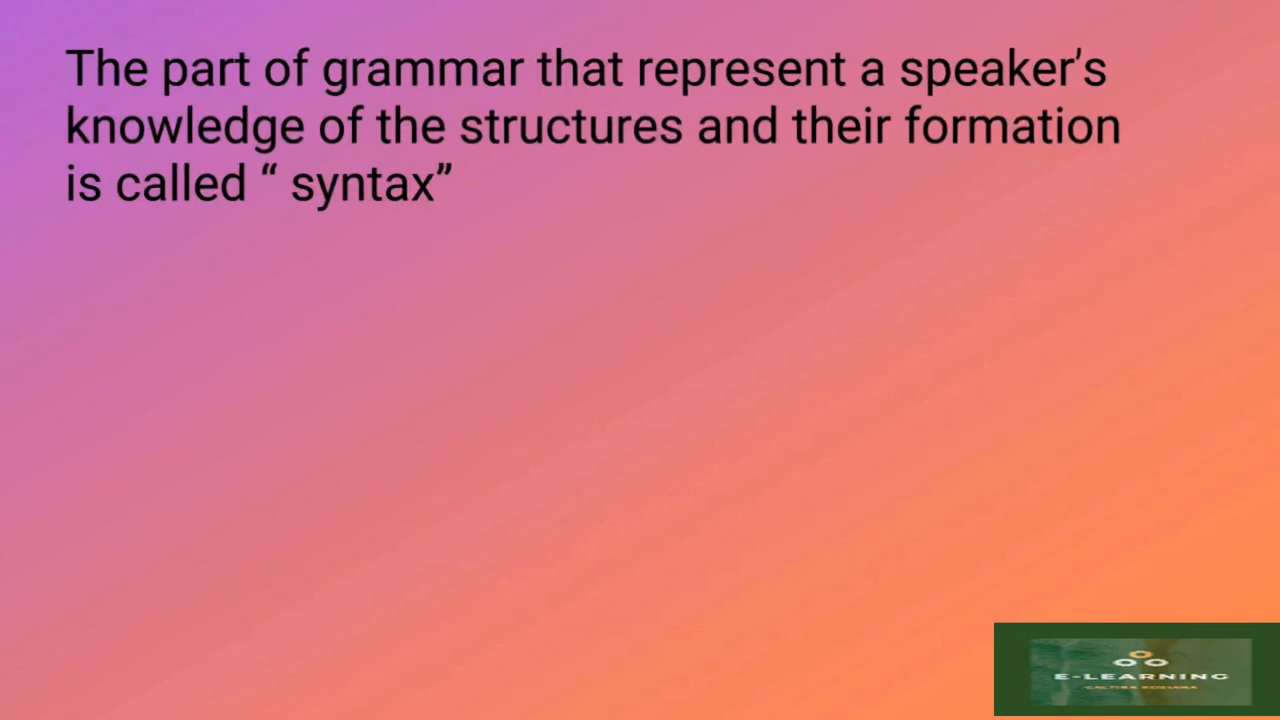 The part of grammar that represent a speaker’s
knowledge of the structures and their formation
is called “ syntax”
E-LEARNING